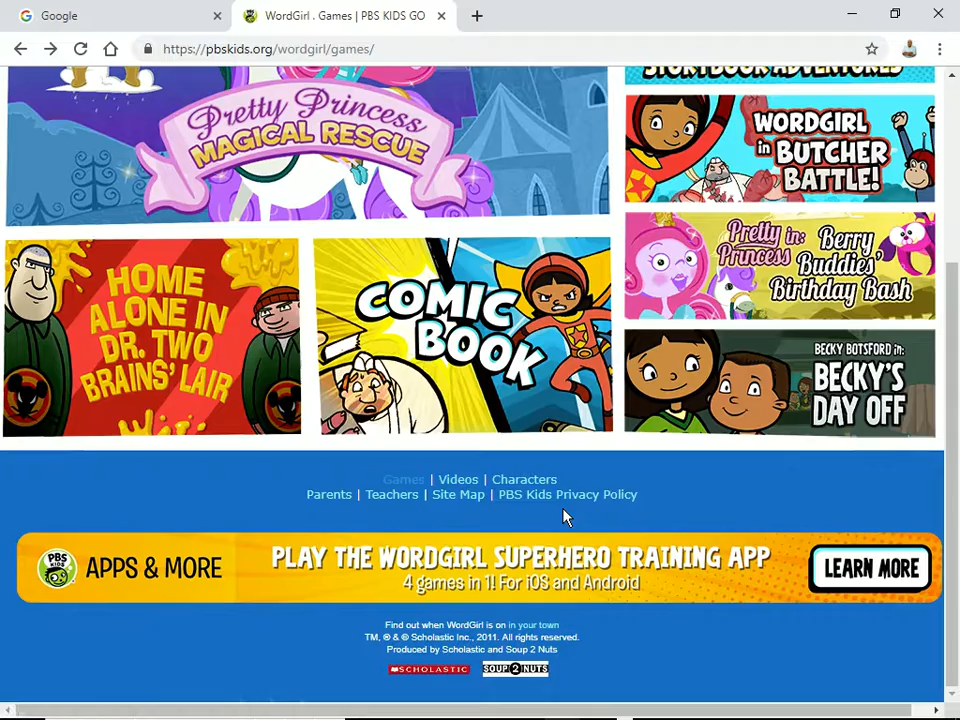 Google
WordGirl . Games | PBS KIDS GO
https://pbskids.org/wordgirl/games/
Pretty Princess
MAGICAL RESCUE
STORYBOOK ADVENTURES
WORDGIRL
in BUTCHER
BATTLE!
Pretty in: Berry
Princess Buddies'
Birthday Bash
HOME
ALONE IN
DR. TWO
BRAINS' LAIR
COMIC
BOOK
BECKY BOTSFORD in:
BECKY'S
DAY OFF
Games | Videos | Characters
Parents | Teachers | Site Map | PBS Kids Privacy Policy
PBS KIDS
APPS & MORE
PLAY THE WORDGIRL SUPERHERO TRAINING APP
4 games in 1! For iOS and Android
LEARN MORE
Find out when WordGirl is on in your town
TM, ® & © Scholastic Inc., 2011. All rights reserved.
Produced by Scholastic and Soup 2 Nuts
SCHOLASTIC
SOUP2NUTS